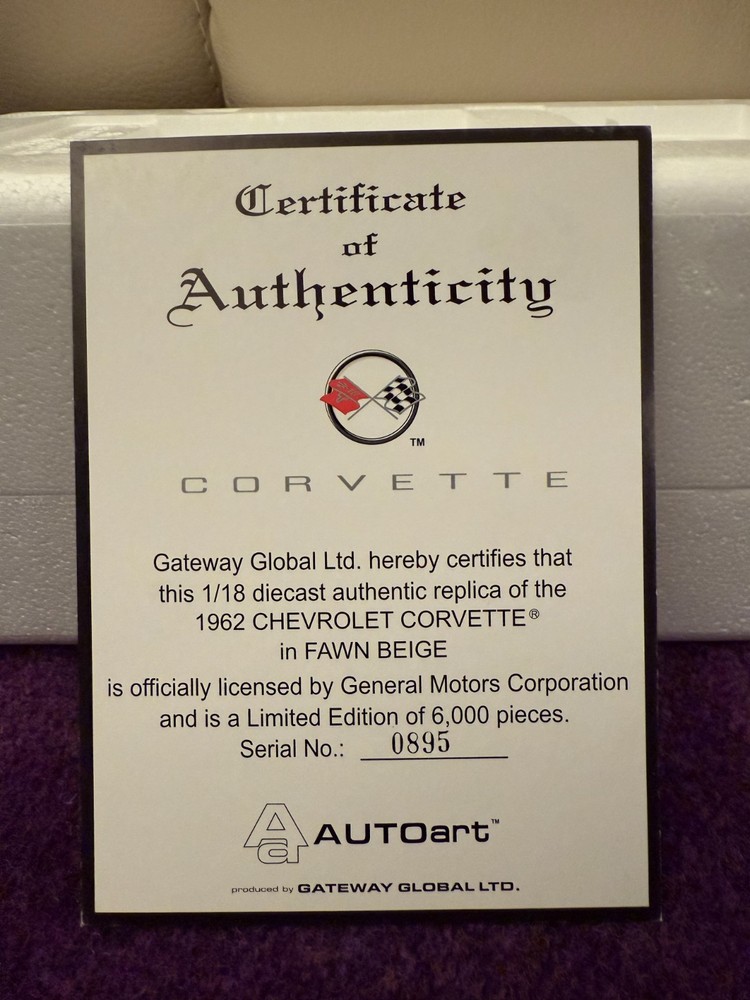 Certificate
of
Authenticity
TM
CORVETTE
Gateway Global Ltd. hereby certifies that
this 1/18 diecast authentic replica of the
1962 CHEVROLET CORVETTE®
in FAWN BEIGE
is officially licensed by General Motors Corporation
and is a Limited Edition of 6,000 pieces.
Serial No.: 0895
Aa AUTOart™
produced by GATEWAY GLOBAL LTD.